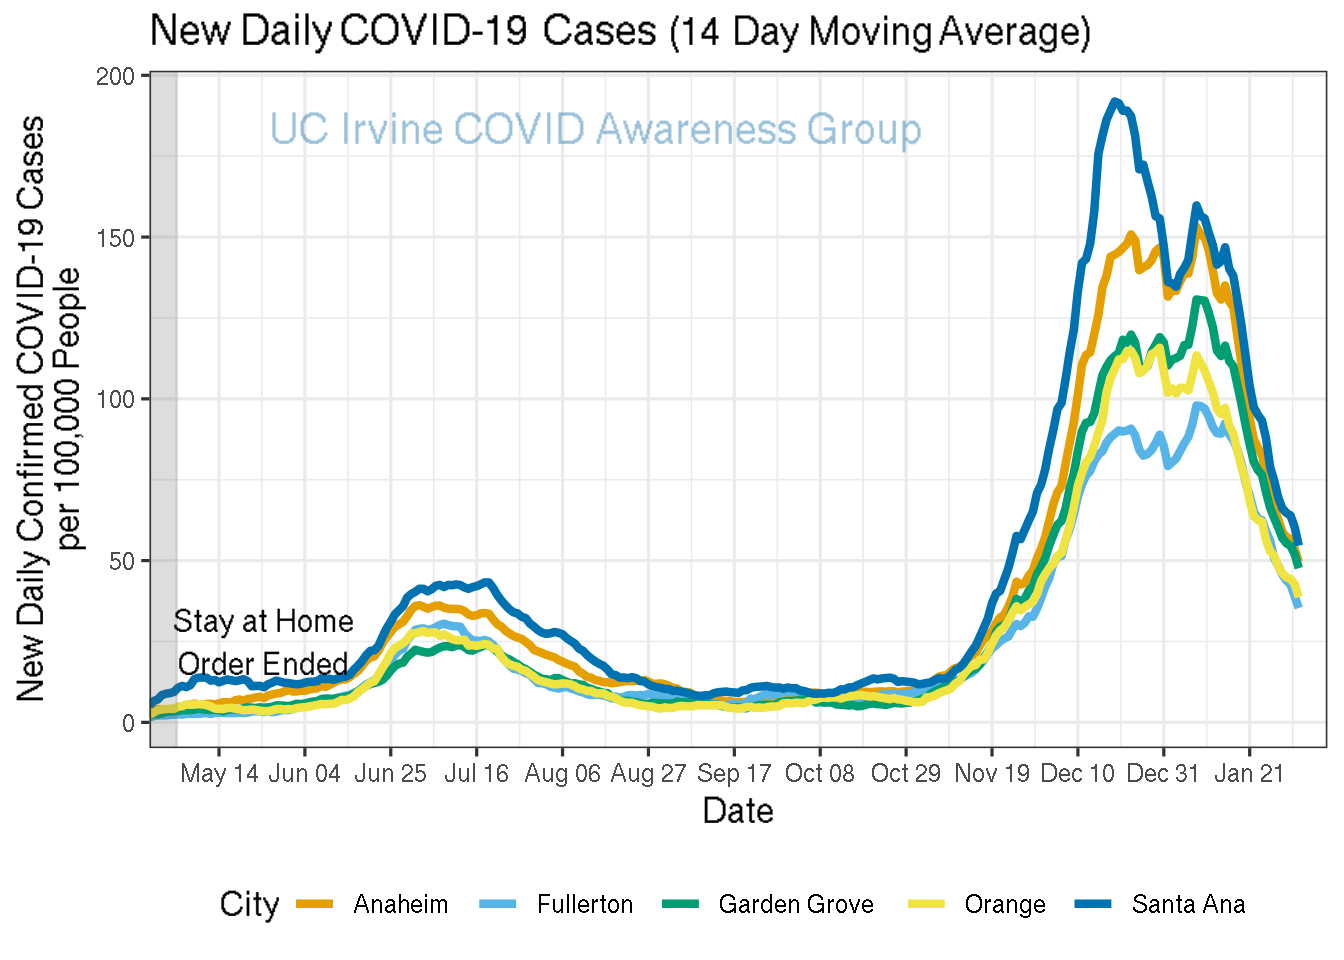 New Daily COVID-19 Cases (14 Day Moving Average)
UC Irvine COVID Awareness Group
New Daily Confirmed COVID-19 Cases
per 100,000 People
200
150
100
50
0
Stay at Home
Order Ended
May 14 Jun 04 Jun 25 Jul 16 Aug 06 Aug 27 Sep 17 Oct 08 Oct 29 Nov 19 Dec 10 Dec 31 Jan 21
Date
City Anaheim Fullerton Garden Grove Orange Santa Ana